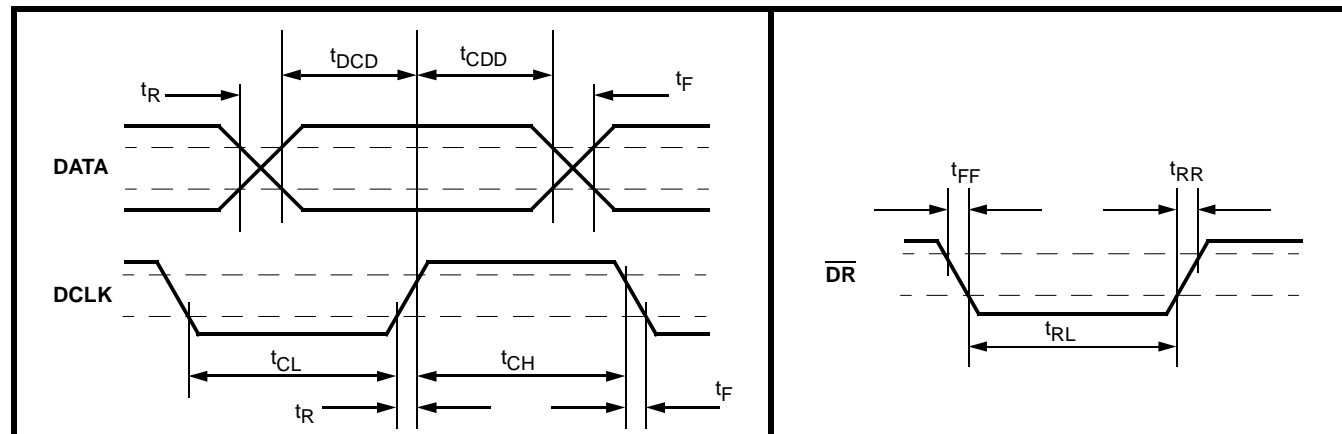 tDCD tCDD
tR tF
DATA
DCLK
tCL tCH
tR tF
tFF tRR
DR
tRL